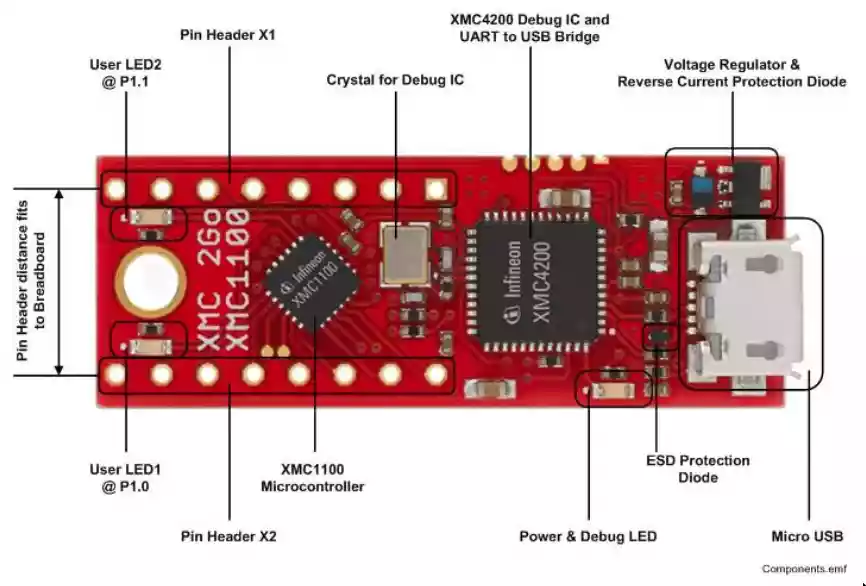 XMC4200 Debug IC and
UART to USB Bridge
Pin Header X1
User LED2
@ P1.1
Crystal for Debug IC
Voltage Regulator &
Reverse Current Protection Diode
Pin Header distance fits
to Breadboard
XMC 2Go
XMC1100
Infineon
XMC1100
Infineon
XMC4200
User LED1
@ P1.0
XMC1100
Microcontroller
ESD Protection
Diode
Pin Header X2
Power & Debug LED
Micro USB
Components.emf